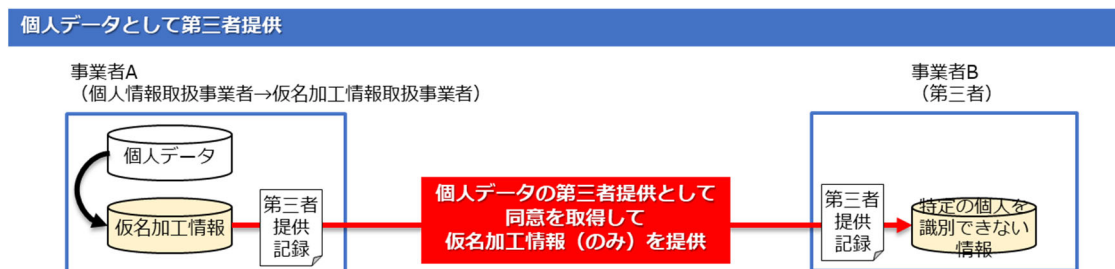 個人データとして第三者提供
事業者A
（個人情報取扱事業者→仮名加工情報取扱事業者）
事業者B
（第三者）
個人データ
仮名加工情報
第三者
提供
記録
個人データの第三者提供として
同意を取得して
仮名加工情報（のみ）を提供
第三者
提供
記録
特定の個人を
識別できない
情報